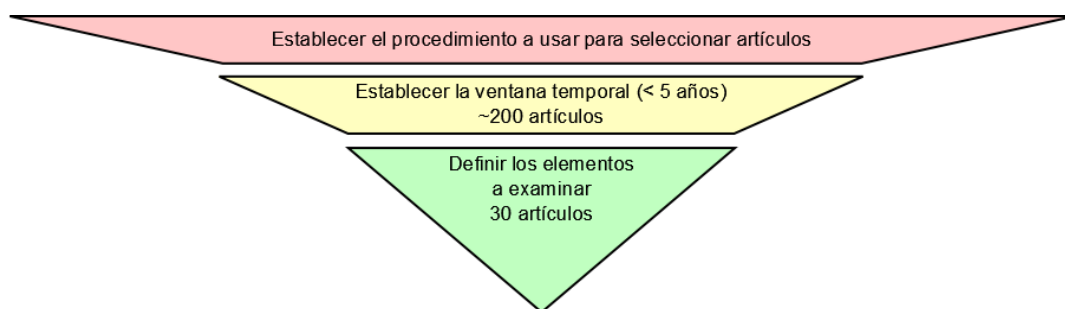 Establecer el procedimiento a usar para seleccionar artículos
Establecer la ventana temporal (< 5 años)
~200 artículos
Definir los elementos
a examinar
30 artículos